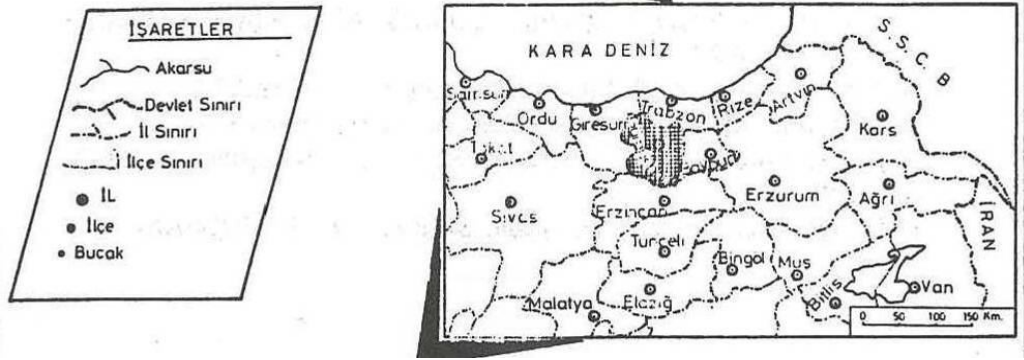 İŞARETLER
Akarsu
Devlet Sınırı
İl Sınırı
İlçe Sınırı
İL
İlçe
Bucak
KARA DENİZ
S.S.C.B
Samsun
Ordu
Giresun
Trabzon
Rize
Artvin
Kars
Tokat
Sivas
Erzincan
Erzurum
Ağrı
İRAN
Tunceli
Bingöl
Muş
Malatya
Elazığ
Bitlis
Van
0 50 100 150 Km.